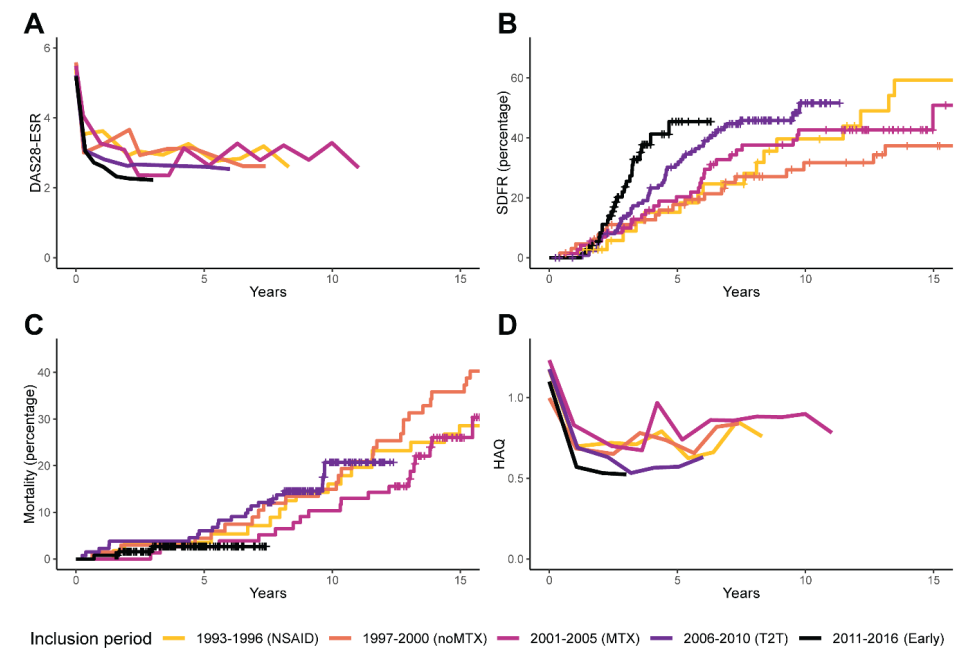 A
B
6
4
2
0
DAS28-ESR
0
5
10
15
Years
60
40
20
0
SDFR (percentage)
0
5
10
15
Years
C
D
40
30
20
10
0
Mortality (percentage)
0
5
10
15
Years
1.0
0.5
0.0
HAQ
0
5
10
15
Years
Inclusion period 1993-1996 (NSAID) 1997-2000 (noMTX) 2001-2005 (MTX) 2006-2010 (T2T) 2011-2016 (Early)